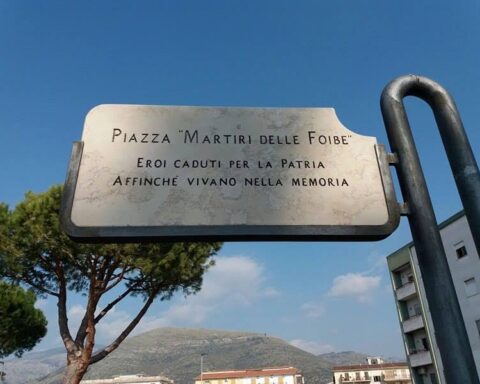 PIAZZA "MARTIRI DELLE FOIBE"
EROI CADUTI PER LA PATRIA
AFFINCHÉ VIVANO NELLA MEMORIA